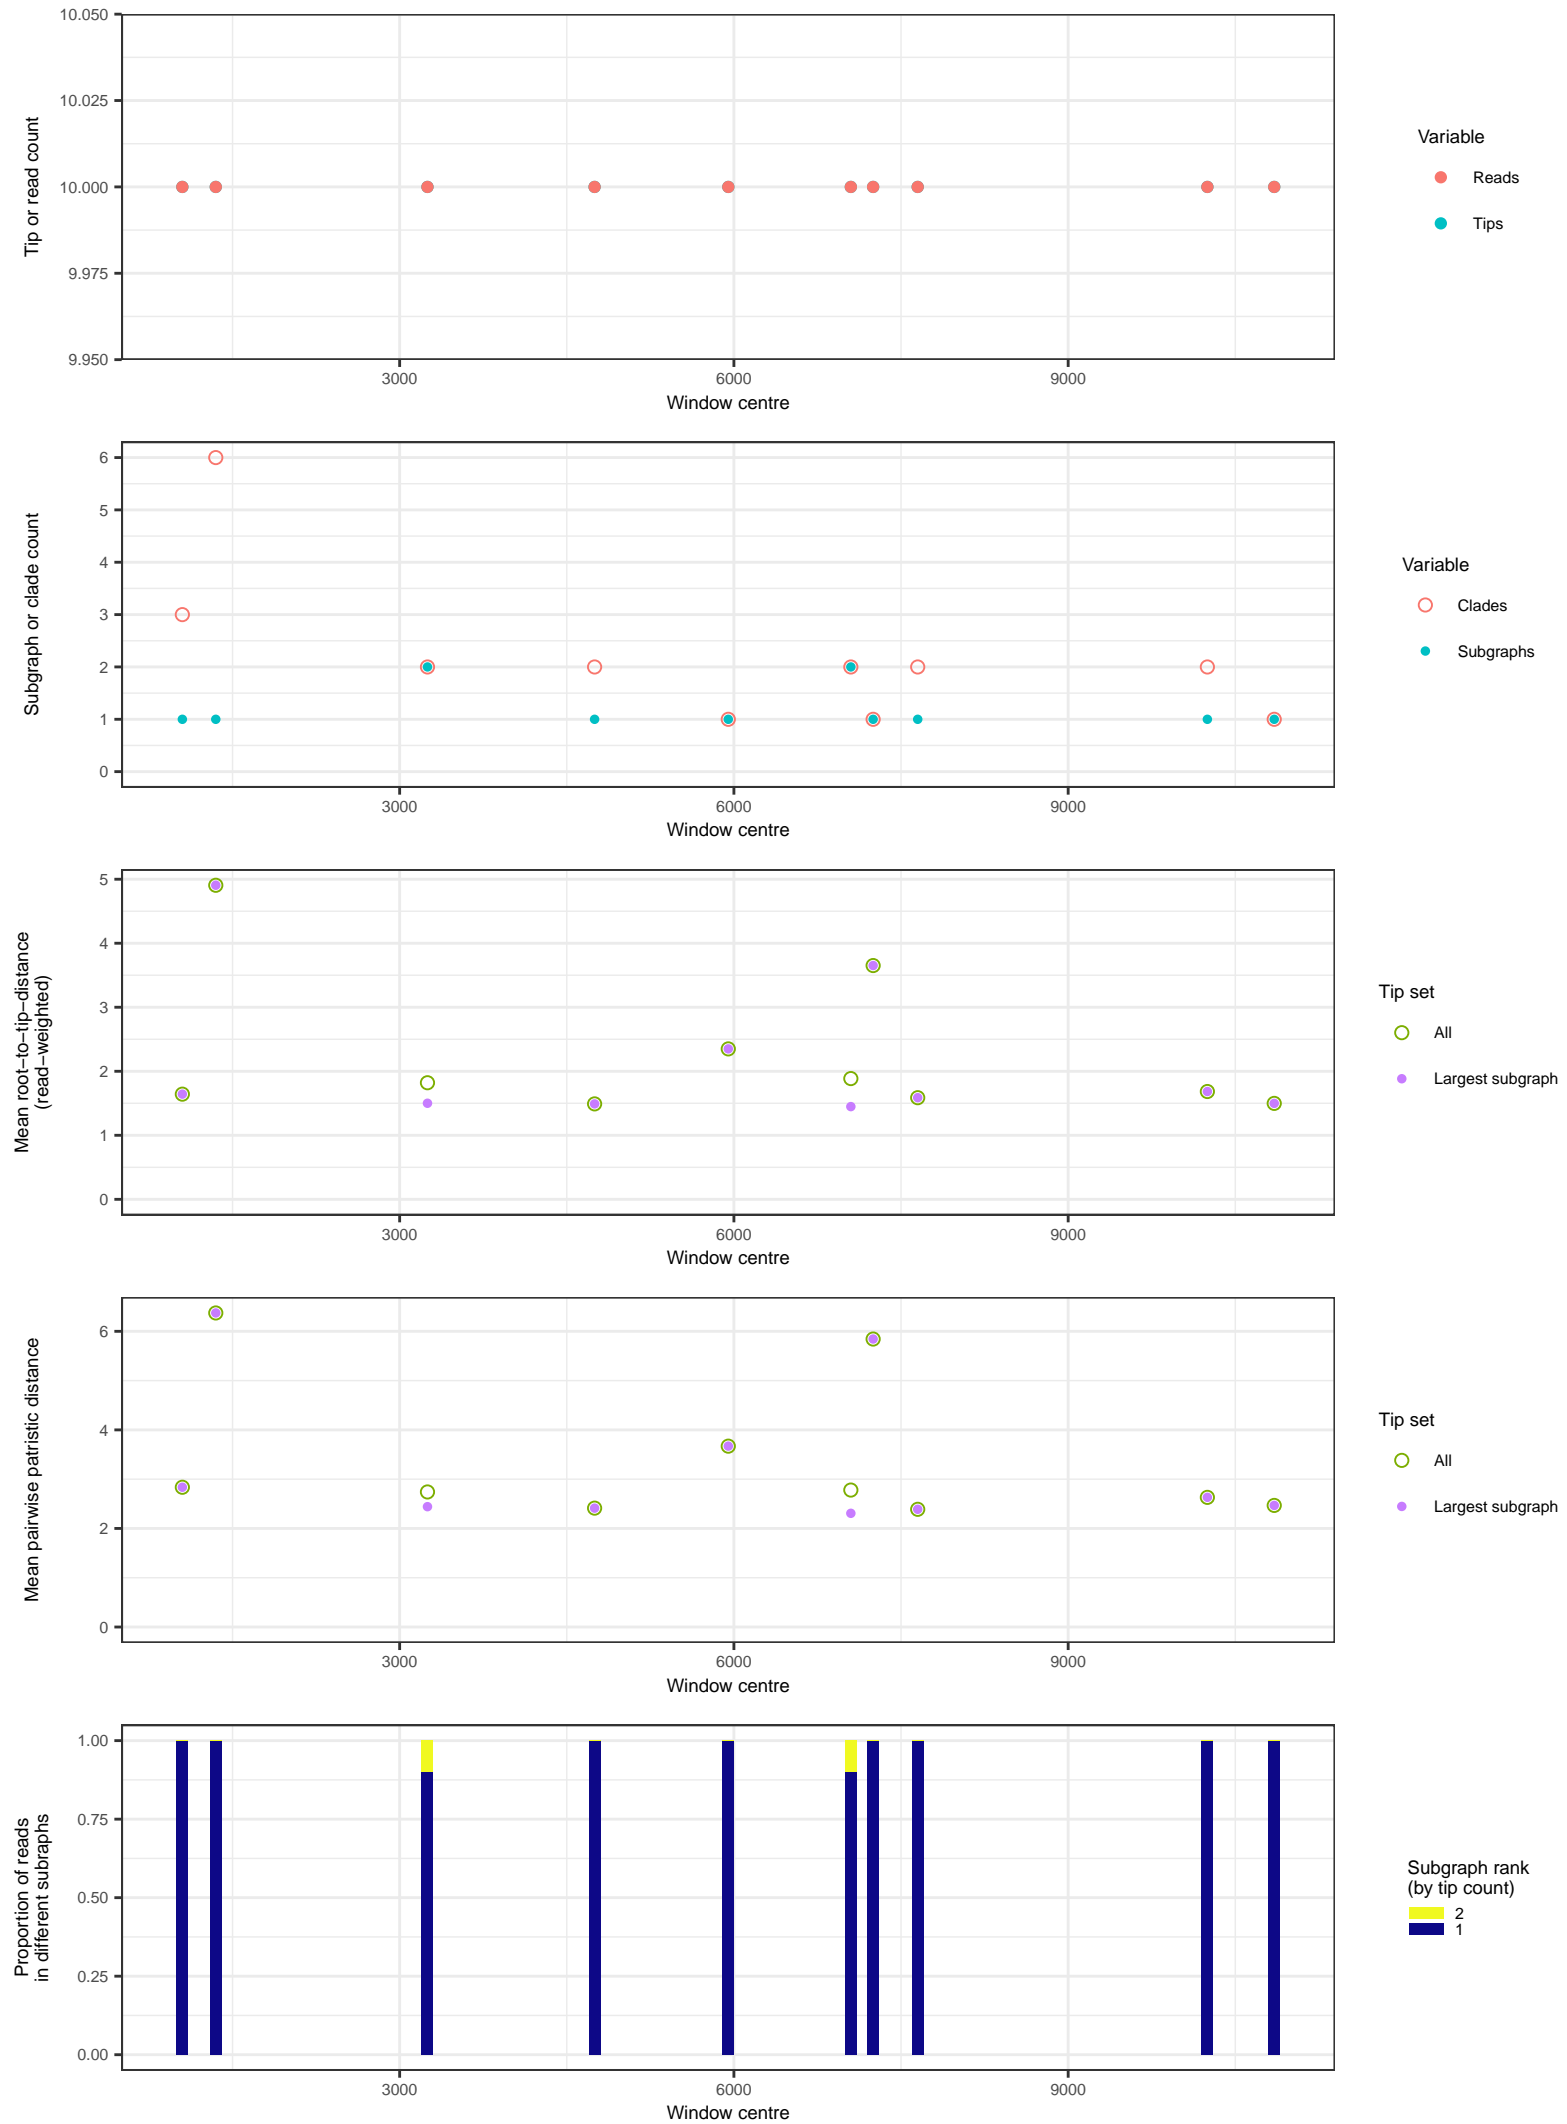 Tip or read count
10.050
10.025
10.000
9.975
9.950
3000
6000
9000
Window centre
Variable
Reads
Tips
Subgraph or clade count
6
5
4
3
2
1
0
3000
6000
9000
Window centre
Variable
Clades
Subgraphs
Mean root−to−tip−distance
(read−weighted)
5
4
3
2
1
0
3000
6000
9000
Window centre
Tip set
All
Largest subgraph
Mean pairwise patristic distance
6
4
2
0
3000
6000
9000
Window centre
Tip set
All
Largest subgraph
Proportion of reads
in different subraphs
1.00
0.75
0.50
0.25
0.00
3000
6000
9000
Window centre
Subgraph rank
(by tip count)
2
1